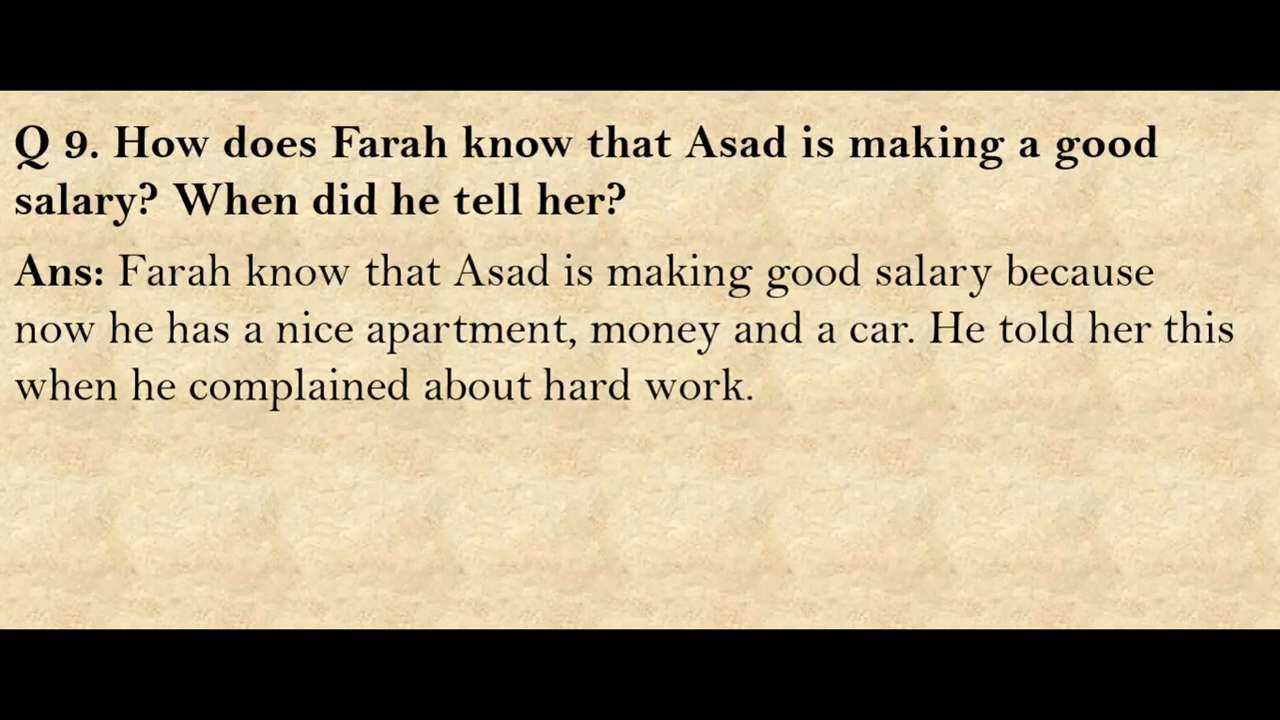 Q 9. How does Farah know that Asad is making a good
salary? When did he tell her?
Ans: Farah know that Asad is making good salary because
now he has a nice apartment, money and a car. He told her this
when he complained about hard work.